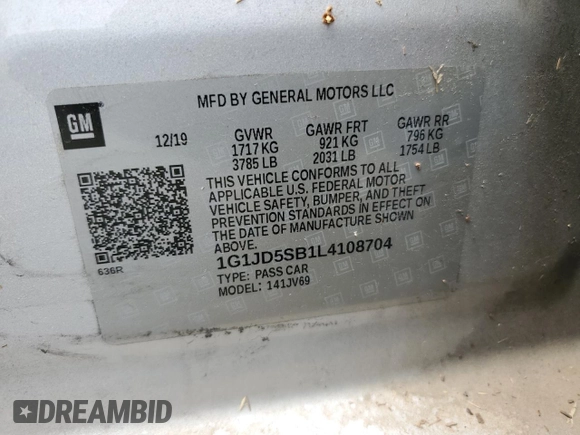 GM
MFD BY GENERAL MOTORS LLC
12/19
GVWR
1717 KG
3785 LB
GAWR FRT
921 KG
2031 LB
GAWR RR
796 KG
1754 LB
THIS VEHICLE CONFORMS TO ALL
APPLICABLE U.S. FEDERAL MOTOR
VEHICLE SAFETY, BUMPER, AND THEFT
PREVENTION STANDARDS IN EFFECT ON
THE DATE OF MANUFACTURE SHOWN
ABOVE.
1G1JD5SB1L4108704
TYPE: PASS CAR
MODEL: 141JV69
636R
DREAMBID